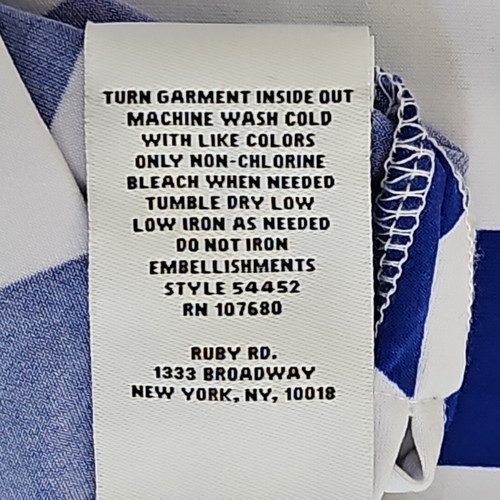 TURN GARMENT INSIDE OUT
MACHINE WASH COLD
WITH LIKE COLORS
ONLY NON-CHLORINE
BLEACH WHEN NEEDED
TUMBLE DRY LOW
LOW IRON AS NEEDED
DO NOT IRON
EMBELLISHMENTS
STYLE 54452
RN 107680
RUBY RD.
1333 BROADWAY
NEW YORK, NY, 10018